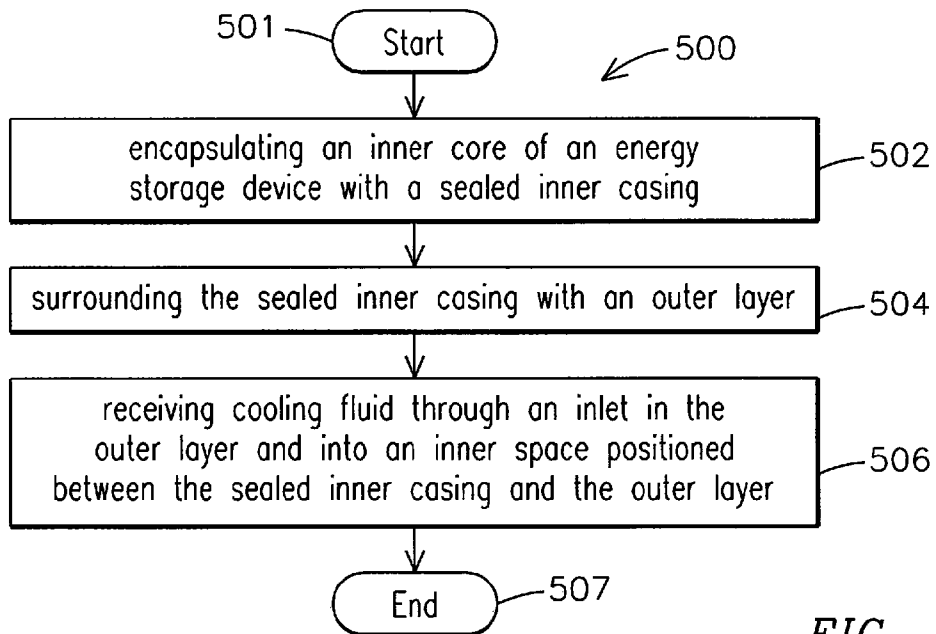 501
Start
500
encapsulating an inner core of an energy
storage device with a sealed inner casing
502
surrounding the sealed inner casing with an outer layer
504
receiving cooling fluid through an inlet in the
outer layer and into an inner space positioned
between the sealed inner casing and the outer layer
506
End
507
FIG